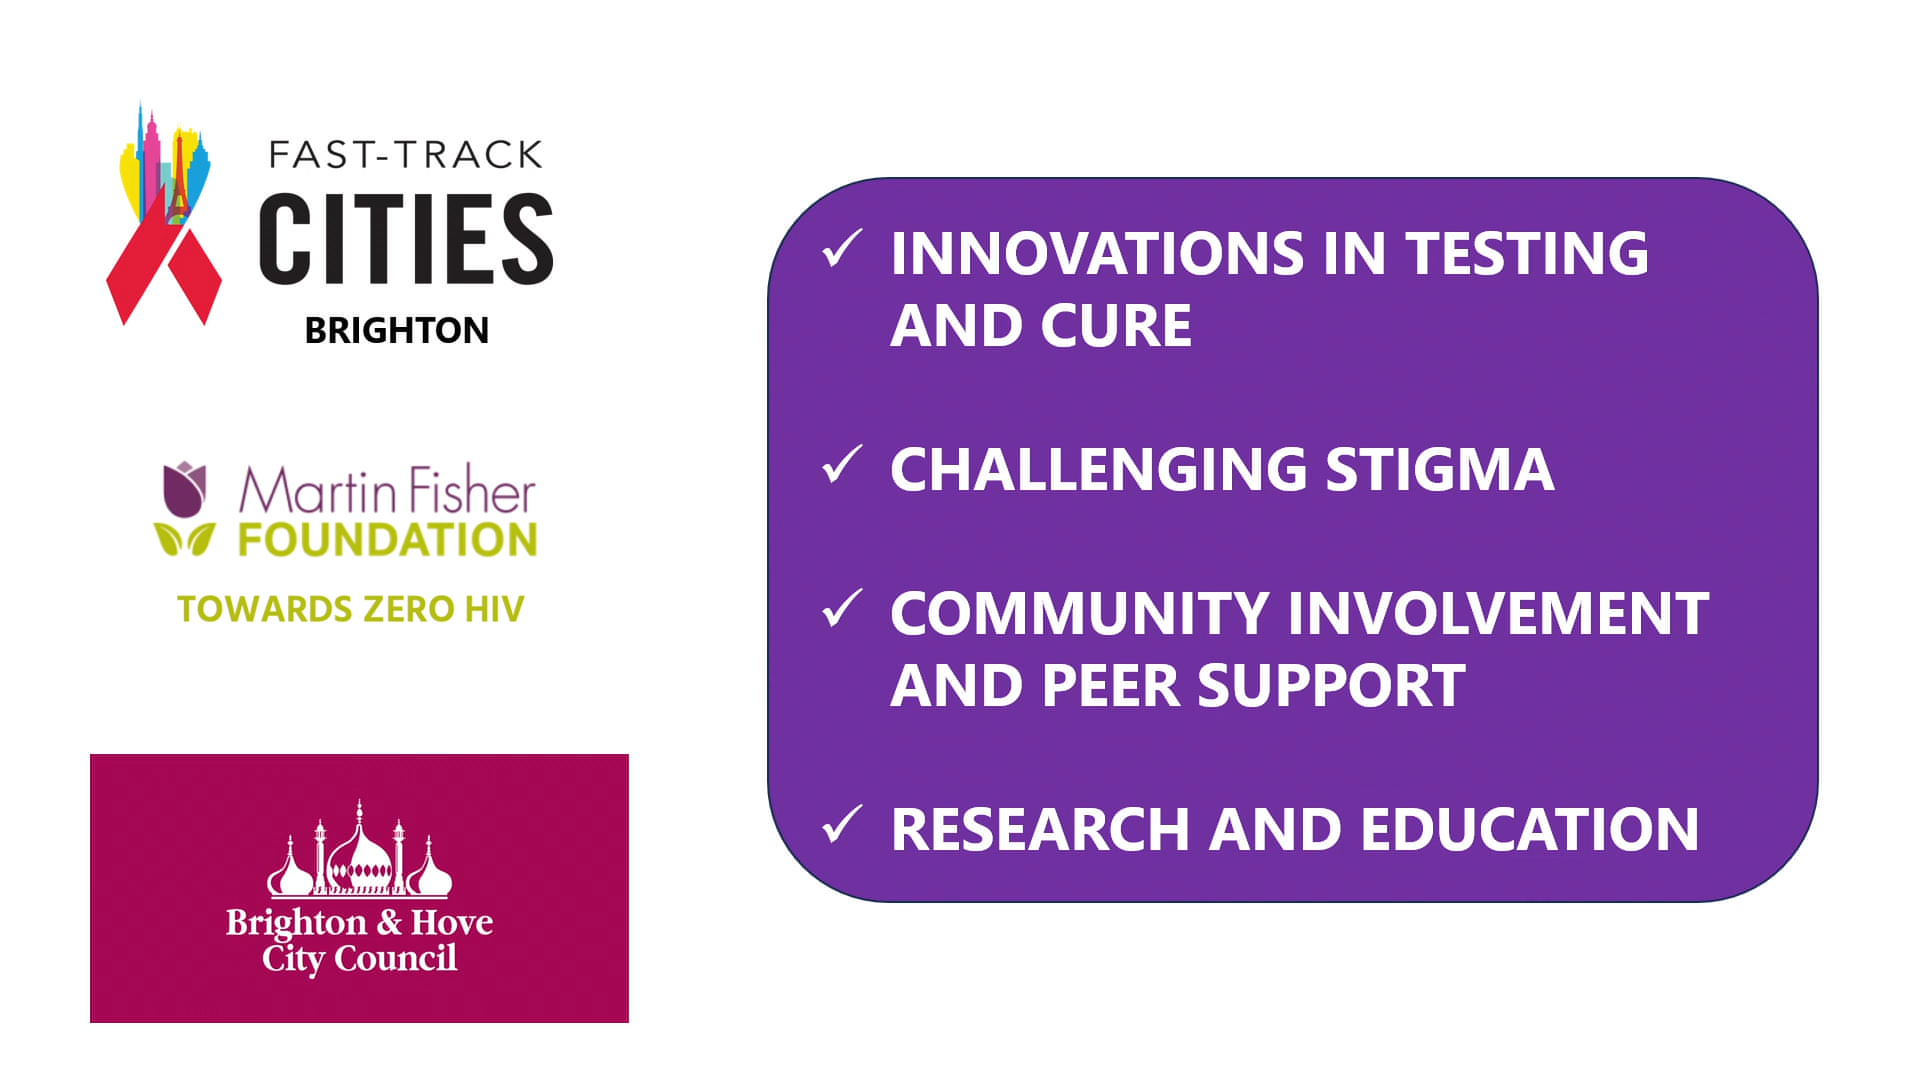 FAST-TRACK
CITIES
BRIGHTON
Martin Fisher
FOUNDATION
TOWARDS ZERO HIV
Brighton & Hove
City Council
✓ INNOVATIONS IN TESTING
AND CURE
✓ CHALLENGING STIGMA
✓ COMMUNITY INVOLVEMENT
AND PEER SUPPORT
✓ RESEARCH AND EDUCATION